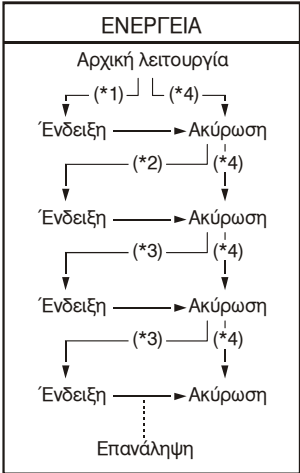 ΕΝΕΡΓΕΙΑ
Αρχική λειτουργία
(*1) (*4)
Ένδειξη Ακύρωση
(*2) (*4)
Ένδειξη Ακύρωση
(*3) (*4)
Ένδειξη Ακύρωση
(*3) (*4)
Ένδειξη Ακύρωση
Επανάληψη